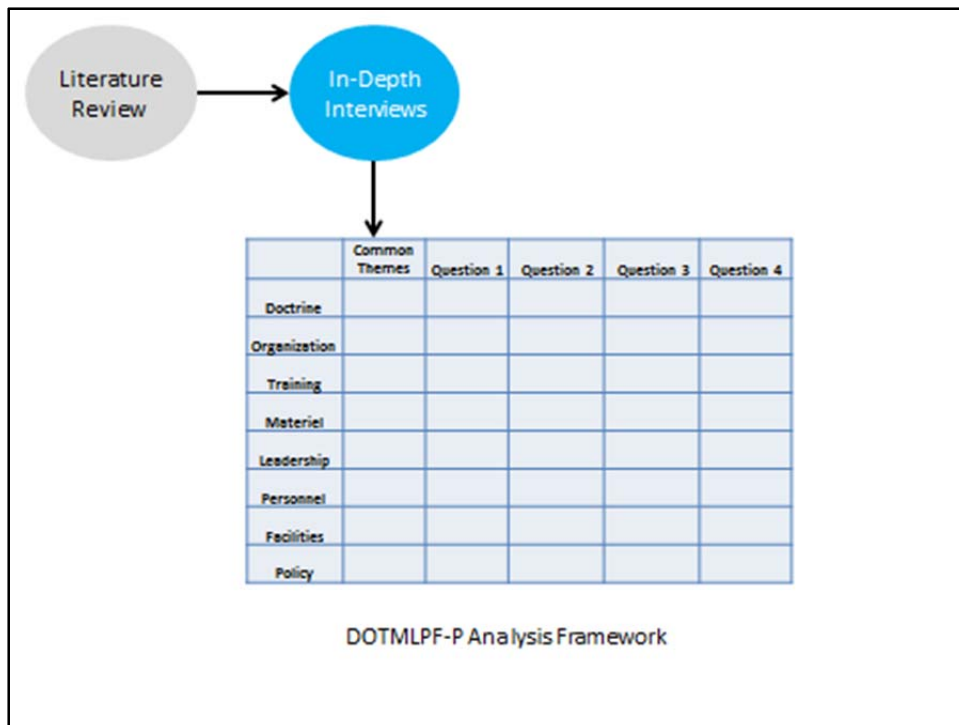 Literature
Review
In-Depth
Interviews
Common
Themes
Question 1
Question 2
Question 3
Question 4
Doctrine
Organization
Training
Materiel
Leadership
Personnel
Facilities
Policy
DOTMLPF-P Analysis Framework